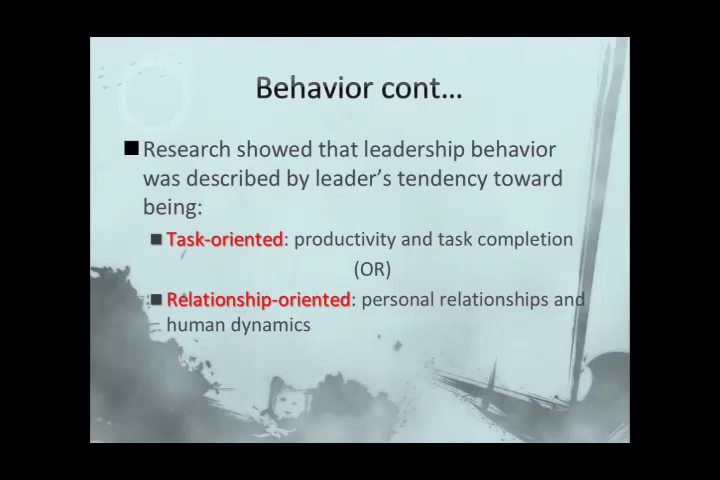 Behavior cont...
Research showed that leadership behavior
was described by leader's tendency toward
being:
Task-oriented: productivity and task completion
(OR)
Relationship-oriented: personal relationships and
human dynamics